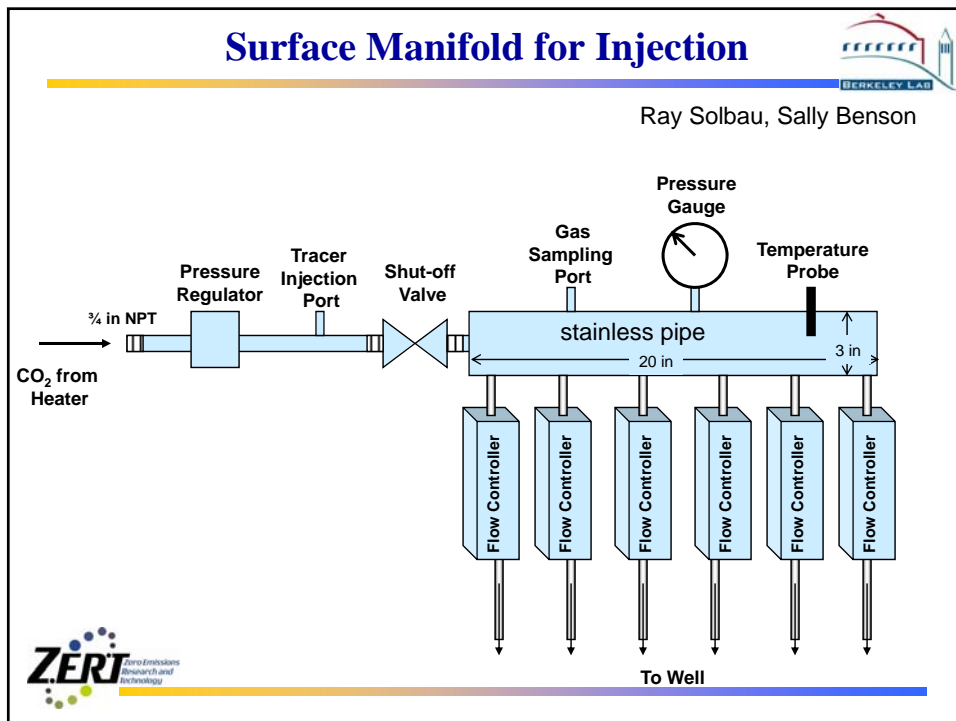 Surface Manifold for Injection
BERKELEY LAB
Ray Solbau, Sally Benson
Pressure
Gauge
Gas
Sampling
Port
Temperature
Probe
Tracer
Injection
Port
Shut-off
Valve
Pressure
Regulator
¾ in NPT
stainless pipe
20 in
3 in
CO₂ from
Heater
Flow Controller
Flow Controller
Flow Controller
Flow Controller
Flow Controller
Flow Controller
To Well
ZERT
Zero Emissions
Research and
Technology